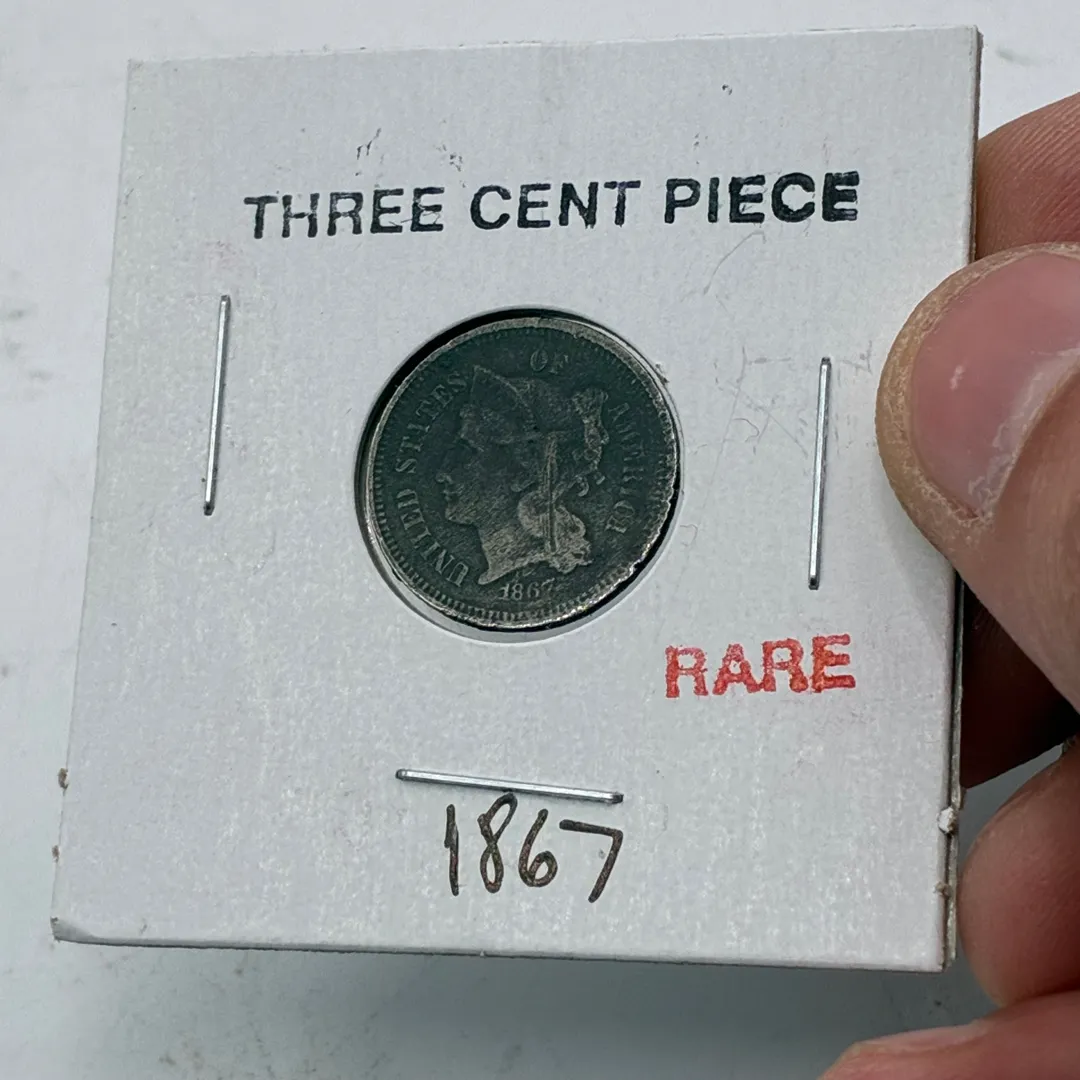 THREE CENT PIECE
UNITED STATES OF AMERICA
1867
RARE
1867